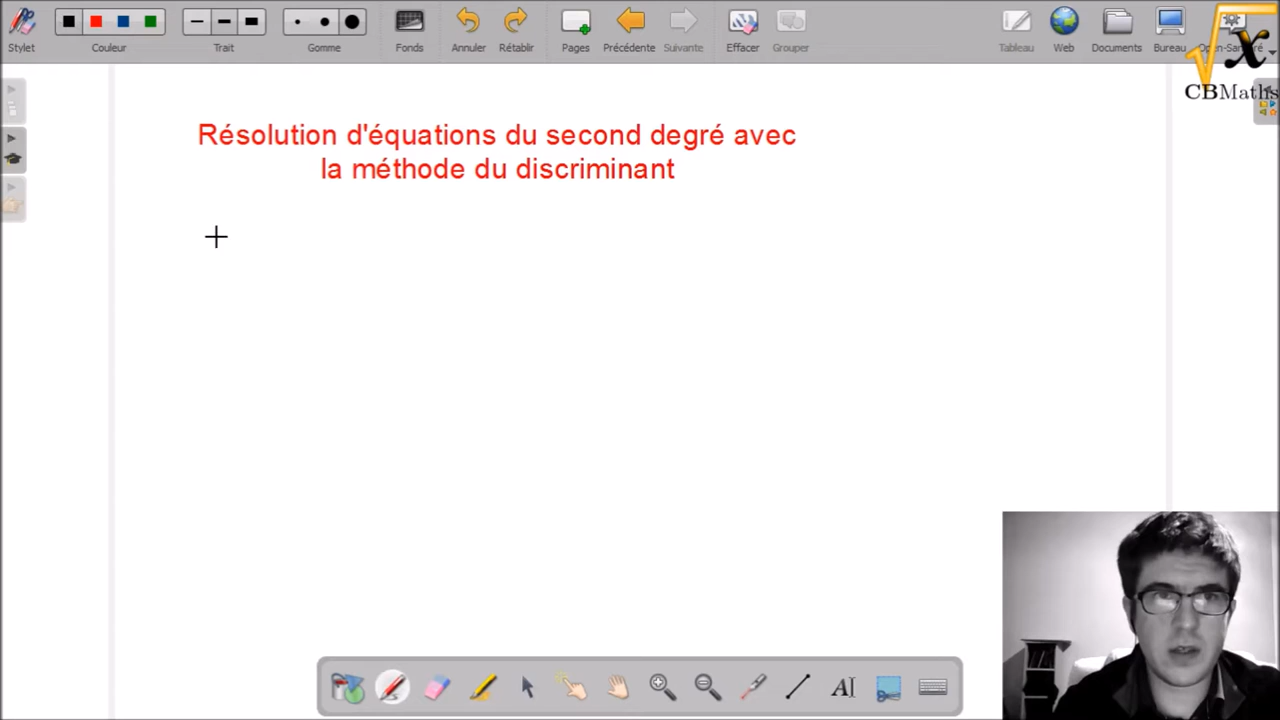 Stylet Couleur Trait Gomme Fonds Annuler Rétablir Pages Précédente Suivante Effacer Grouper Tableau Web Documents Bureau
√x
CBMaths
Résolution d'équations du second degré avec
la méthode du discriminant
AI